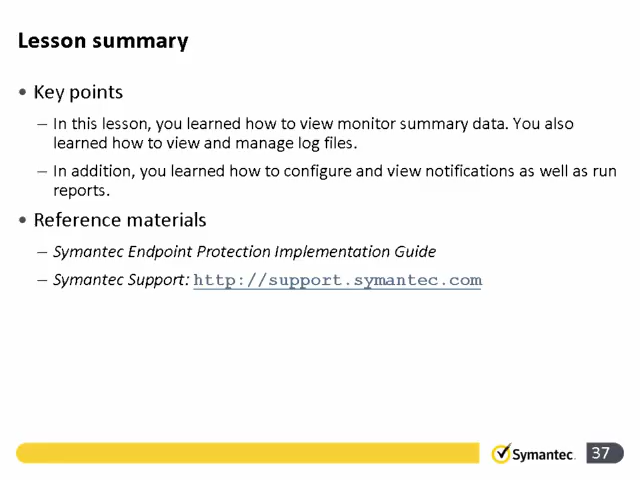 Lesson summary
• Key points
– In this lesson, you learned how to view monitor summary data. You also
learned how to view and manage log files.
– In addition, you learned how to configure and view notifications as well as run
reports.
• Reference materials
– Symantec Endpoint Protection Implementation Guide
– Symantec Support: http://support.symantec.com
Symantec.
37